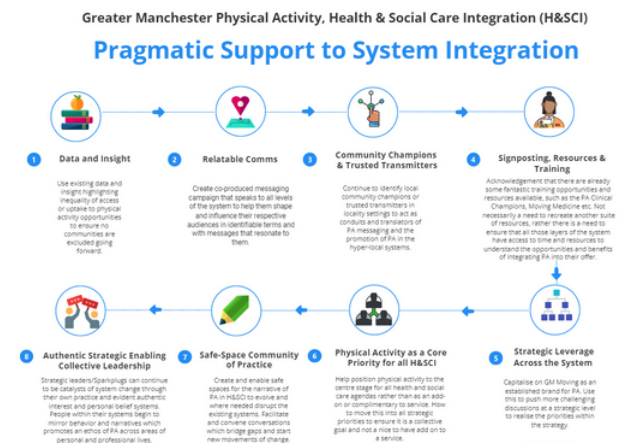 Greater Manchester Physical Activity, Health & Social Care Integration (H&SCI)
Pragmatic Support to System Integration
1
Data and Insight
Use existing data and
insight highlighting
inequality of access
or uptake to physical
activity opportunities
to ensure no
communities are
excluded going
forward.
2
Relatable Comms
Create co-produced messaging
campaign that speaks to all levels
of the system to help them shape
and influence their respective
audiences in identifiable terms and
with messages that resonate to
them.
3
Community Champions
& Trusted Transmitters
Continue to identify local
community champions or
trusted transmitters in
locality settings to act as
conduits and translators of
PA messaging and the
promotion of PA in the
hyper-local systems.
4
Signposting, Resources &
Training
Acknowledgement that there are already
some fantastic training opportunities and
resources available, such as the PA Clinical
Champions, Moving Medicine etc. Not
necessarily a need to recreate another suite
of resources, rather there is a need to
ensure that all those layers of the system
have access to time and resources to
understand the opportunities and benefits
of integrating PA into their offer.
5
Strategic Leverage
Across the System
Capitalise on GM Moving as an
established brand for PA. Use
this to push more challenging
discussions at a strategic level
to realise the priorities within
the strategy.
6
Physical Activity as a Core
Priority for all H&SCI
Help position physical activity to the
centre stage for all health and social
care agendas rather than as an add-
on or complimentary to service. How
to move this into all strategic
priorities to ensure it is a collective
goal and not a nice to have add on to
a service.
7
Safe-Space Community
of Practice
Create and enable safe
spaces for the narrative of
PA in H&SCI to evolve and
where needed disrupt the
existing systems. Facilitate
and convene conversations
which bridge gaps and start
new movements of change.
8
Authentic Strategic Enabling
Collective Leadership
Strategic leaders/Sparkplugs can continue
to be catalysts of system change through
their own practice and evident authentic
interest and personal belief systems.
People within their systems begin to
mirror behavior and narratives which
promotes an ethos of PA across areas of
personal and professional lives.